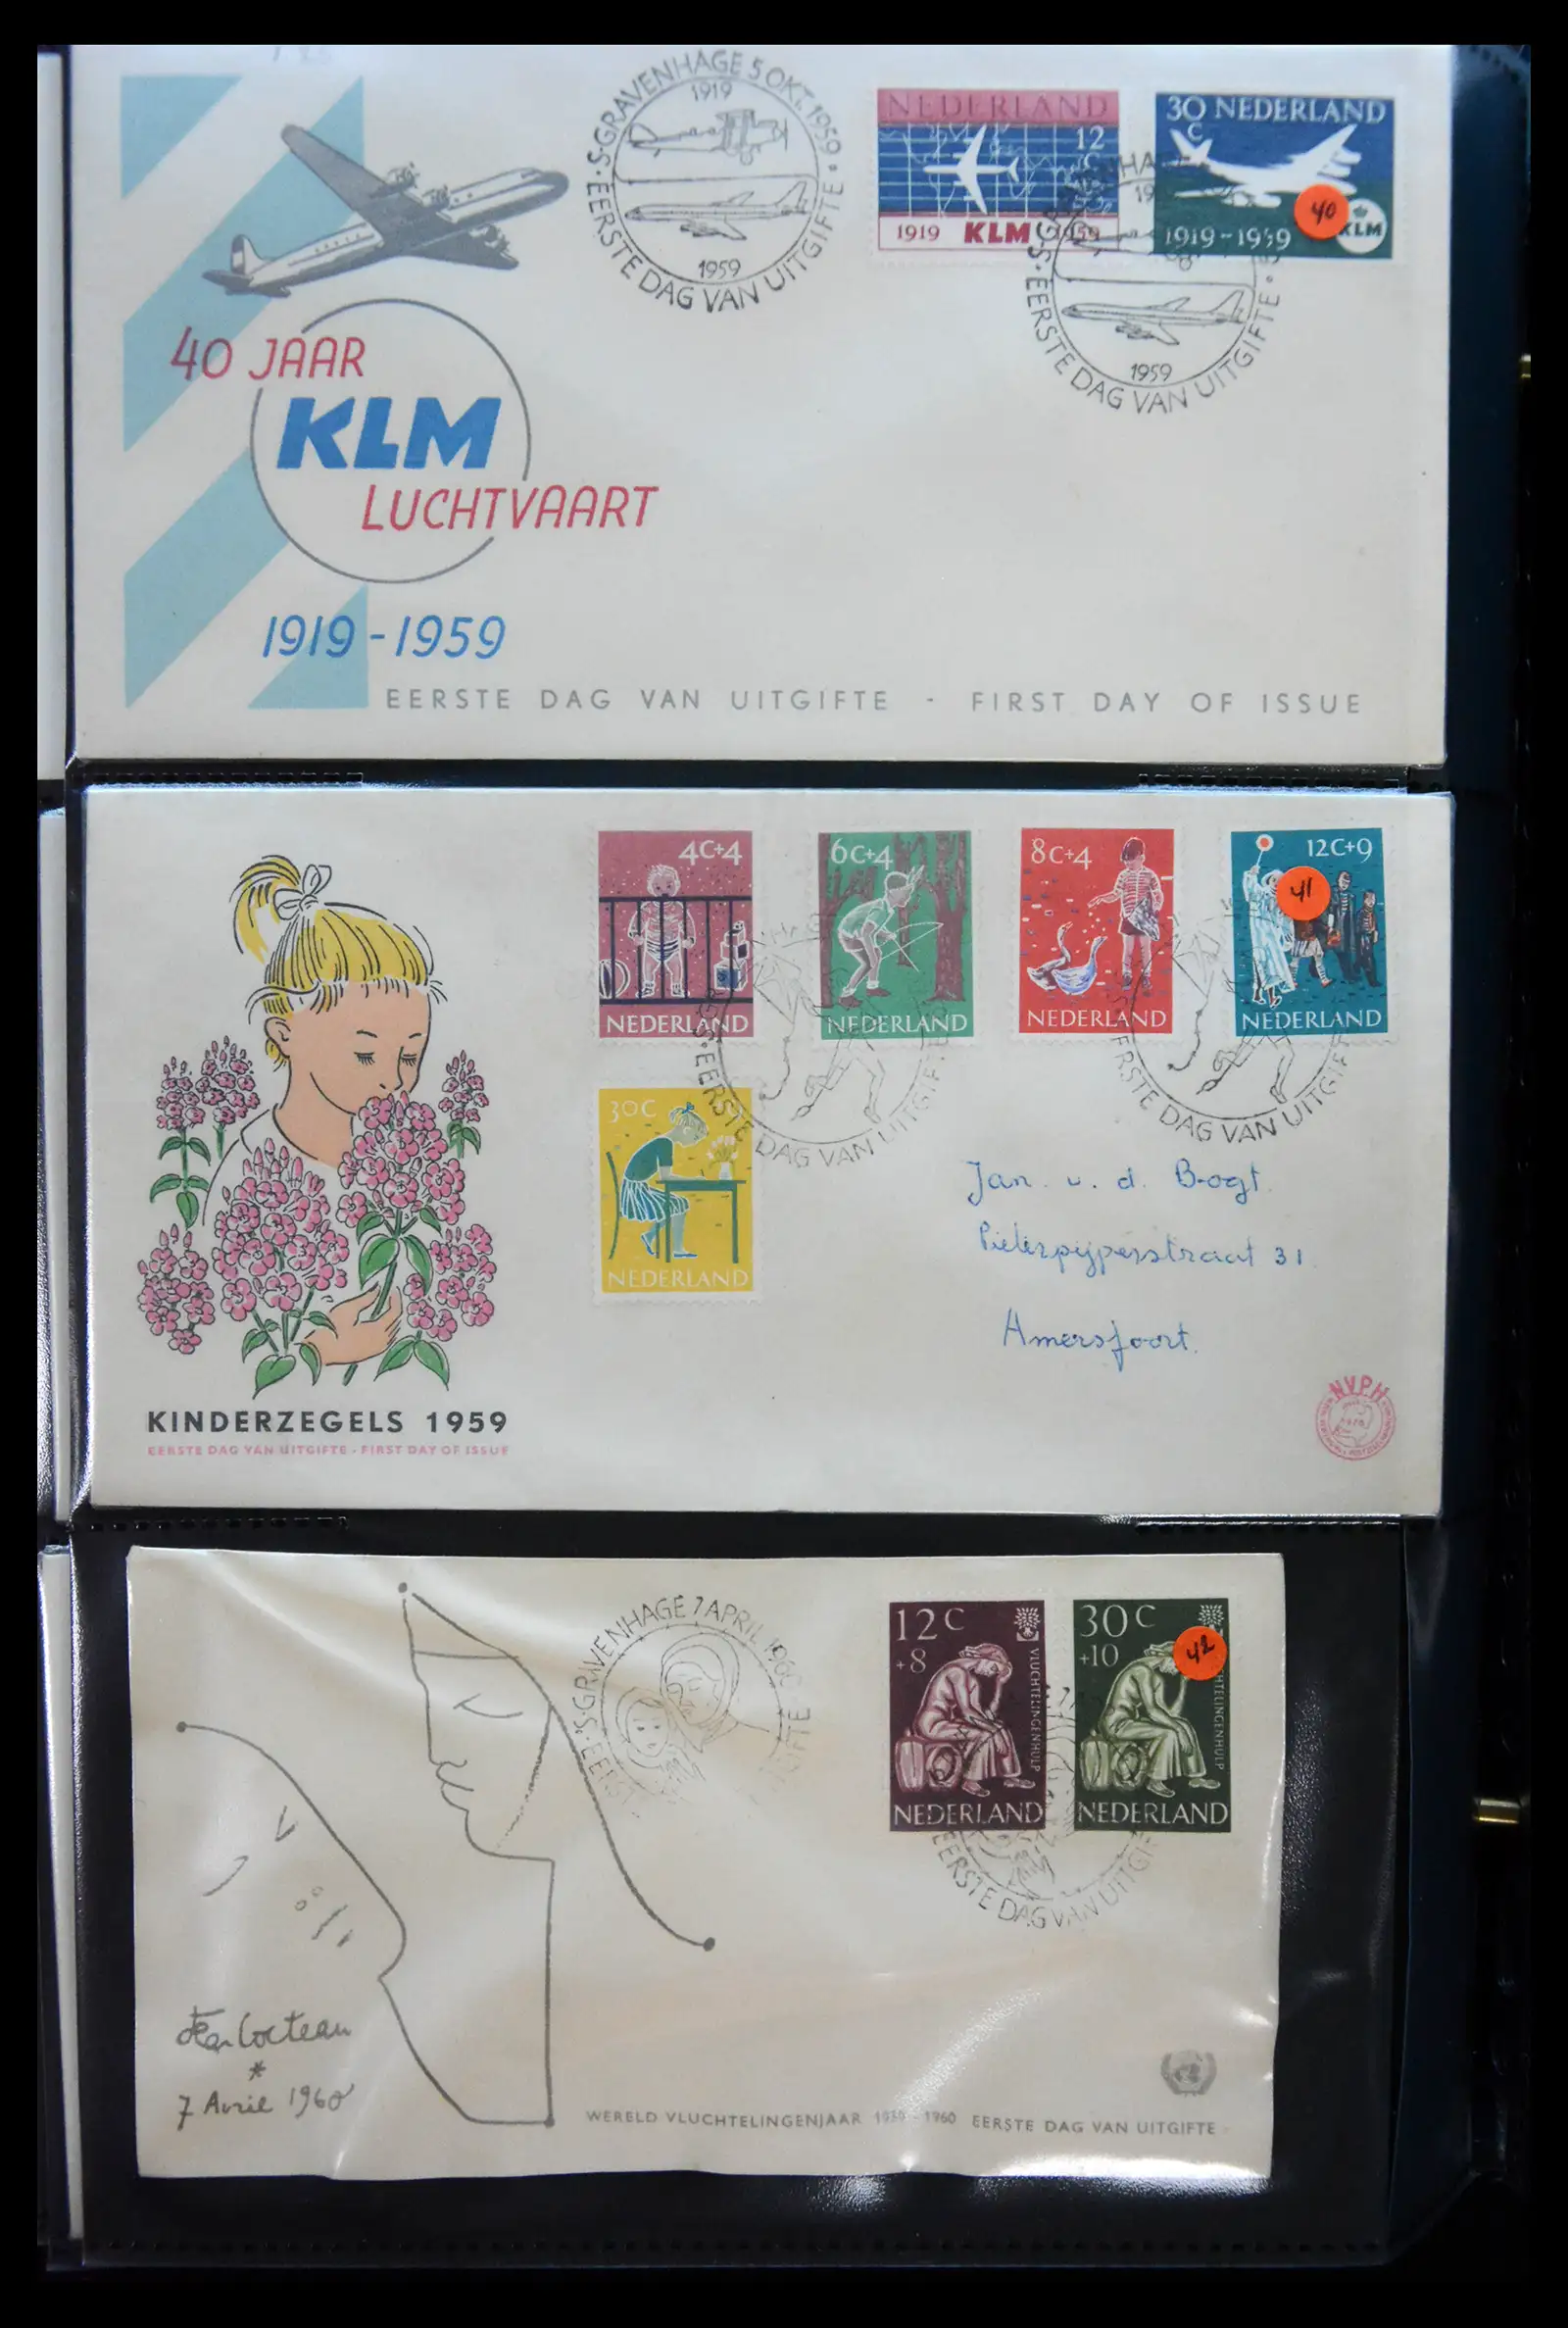 'S-GRAVENHAGE 5 OKT. 1959
1919
1959
EERSTE DAG VAN UITGIFTE
NEDERLAND
12
C
1919 KLM 1959
30 NEDERLAND
C
40
1919-1959
KLM
19
1959
EERSTE DAG VAN UITGIFTE
40 JAAR
KLM
LUCHTVAART
1919-1959
EERSTE DAG VAN UITGIFTE - FIRST DAY OF ISSUE
4C+4
NEDERLAND
6C+4
NEDERLAND
8C+4
NEDERLAND
12C+9
41
NEDERLAND
EERSTE DAG VAN UITGIFTE
EERSTE DAG VAN UITGIFTE
30C
NEDERLAND
Jan v. d. Bogt.
Pieterpijperstraat 31
Amersfoort.
KINDERZEGELS 1959
EERSTE DAG VAN UITGIFTE - FIRST DAY OF ISSUE
NVPH
'S-GRAVENHAGE 7 APRIL 1960
12 C
+8
VLUCHTELINGENHULP
NEDERLAND
30 C
+10
42
NEDERLAND
EERSTE DAG VAN UITGIFTE
Jean Cocteau
*
7 Avril 1960
WERELD VLUCHTELINGENJAAR 1959 - 1960 EERSTE DAG VAN UITGIFTE